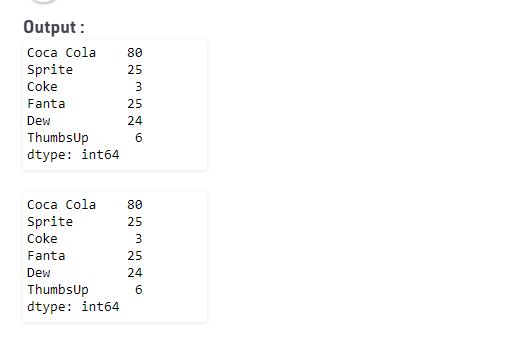 Output :
Coca Cola    80
Sprite       25
Coke          3
Fanta        25
Dew          24
ThumbsUp      6
dtype: int64
Coca Cola    80
Sprite       25
Coke          3
Fanta        25
Dew          24
ThumbsUp      6
dtype: int64